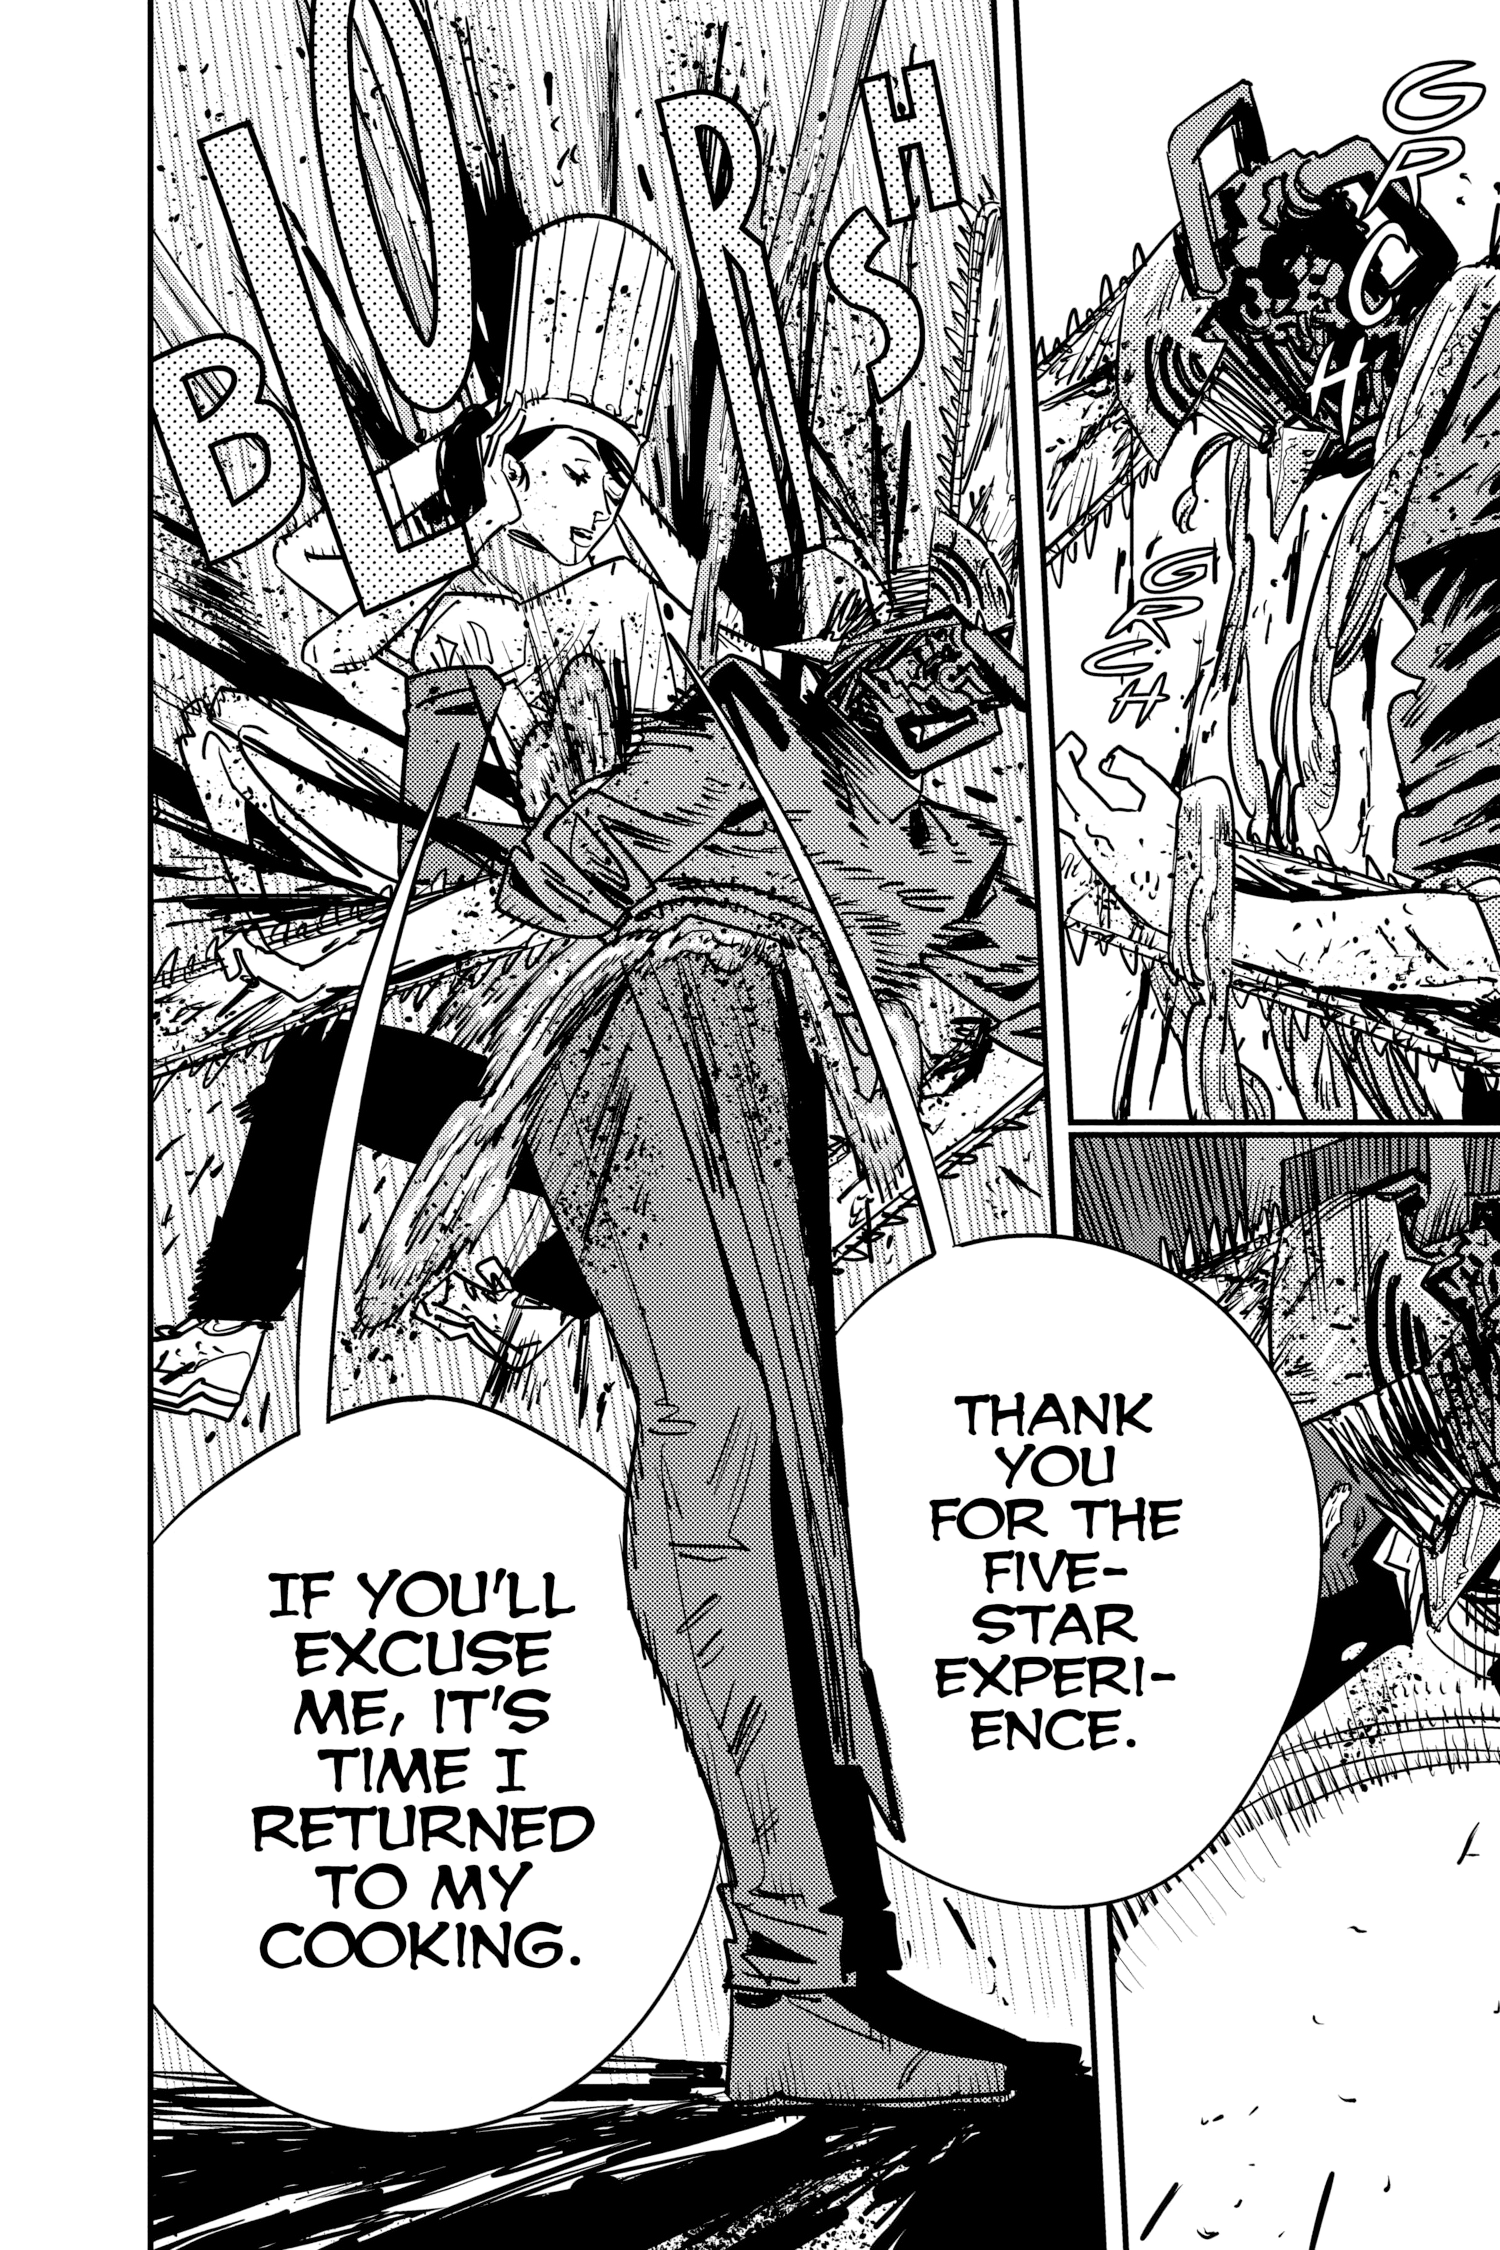 GRCH
GRCH
BLORSH
THANK
YOU
FOR THE
FIVE-
STAR
EXPERI-
ENCE.
IF YOU'LL
EXCUSE
ME, IT'S
TIME I
RETURNED
TO MY
COOKING.